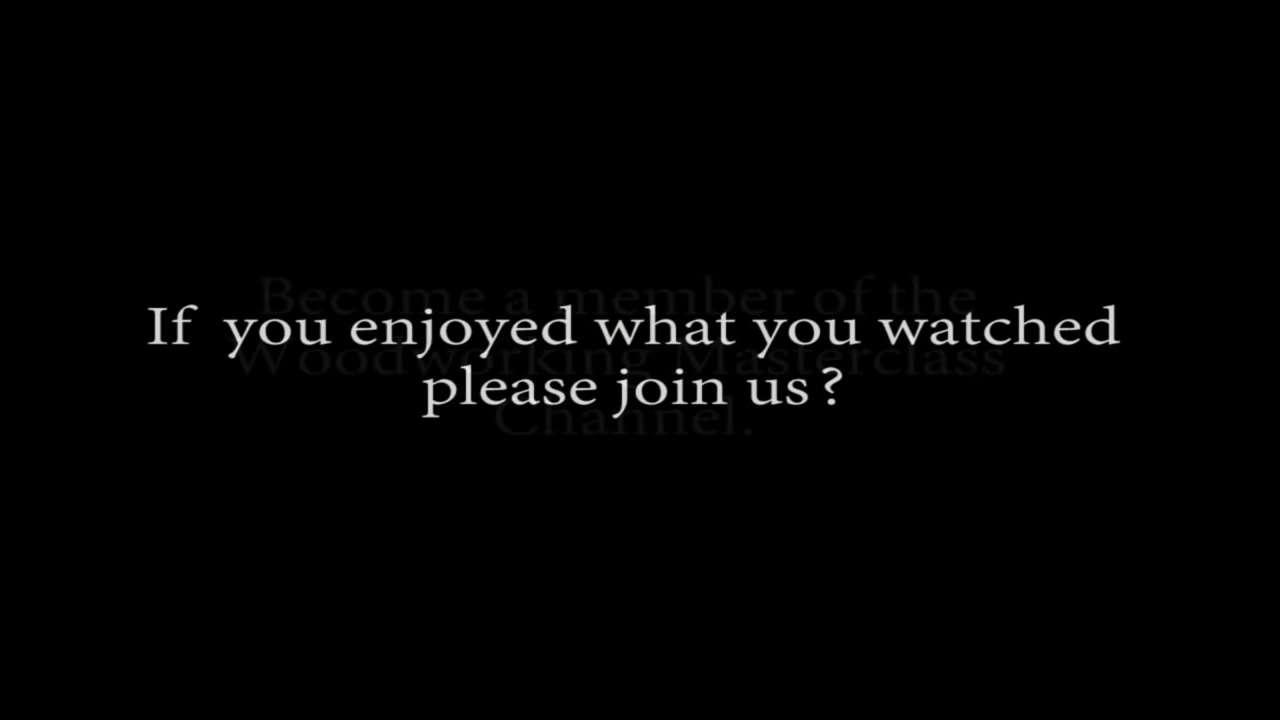 If you enjoyed what you watched
please join us?
Become a member of the
Woodworking Masterclass
Channel.